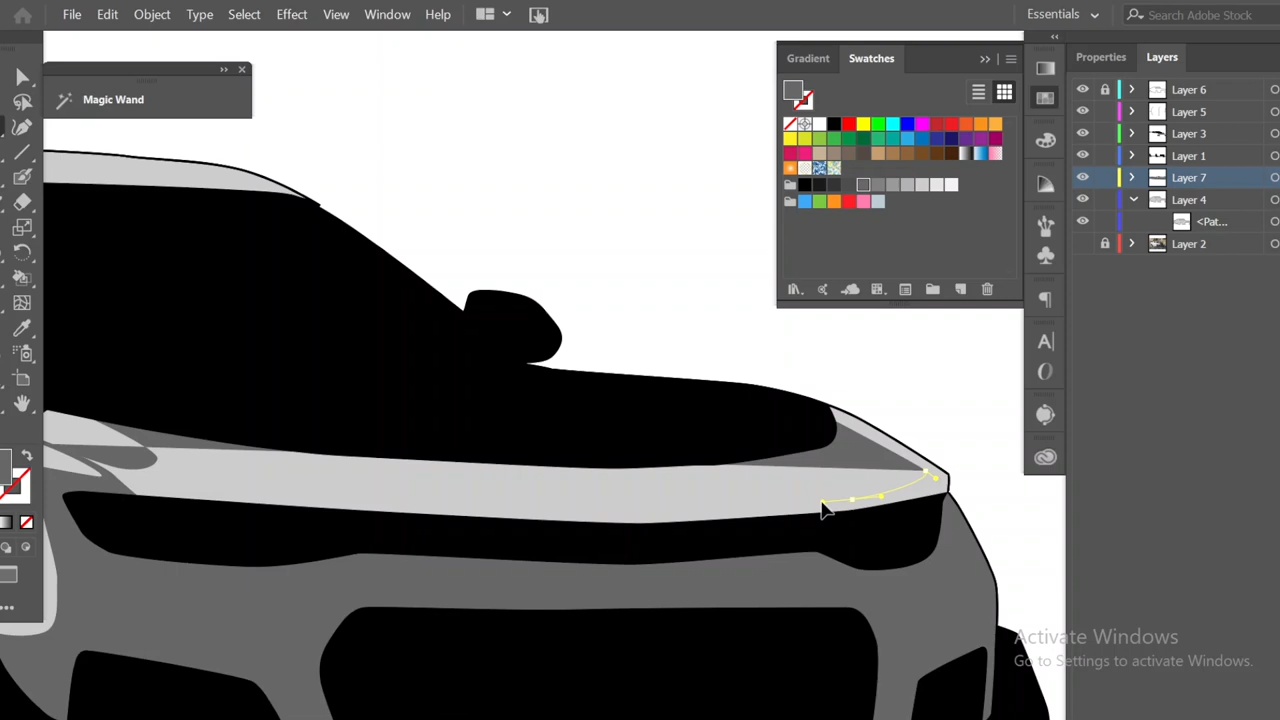 File Edit Object Type Select Effect View Window Help
Essentials
Search Adobe Stock
Magic Wand
Gradient Swatches
Properties Layers
Layer 6
Layer 5
Layer 3
Layer 1
Layer 7
Layer 4
<Pat...
Layer 2
Activate Windows
Go to Settings to activate Windows.